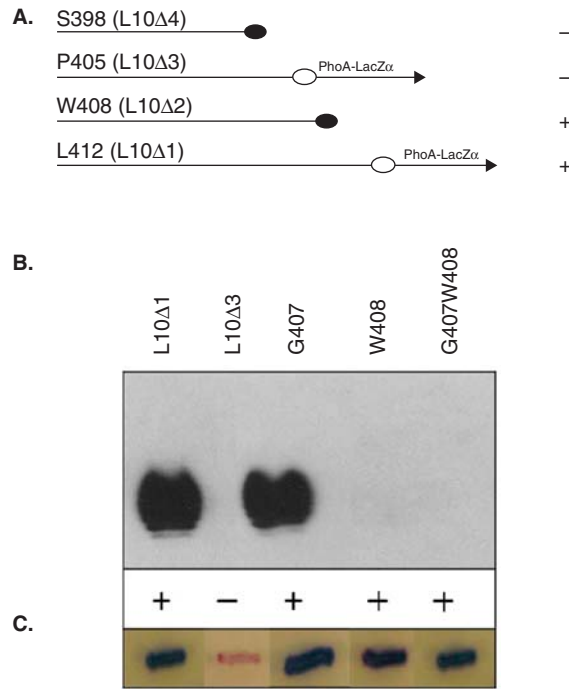 A.
S398 (L10Δ4)
–
P405 (L10Δ3)
PhoA-LacZα
–
W408 (L10Δ2)
+
L412 (L10Δ1)
PhoA-LacZα
+
B.
L10Δ1
L10Δ3
G407
W408
G407W408
+ – + + +
C.